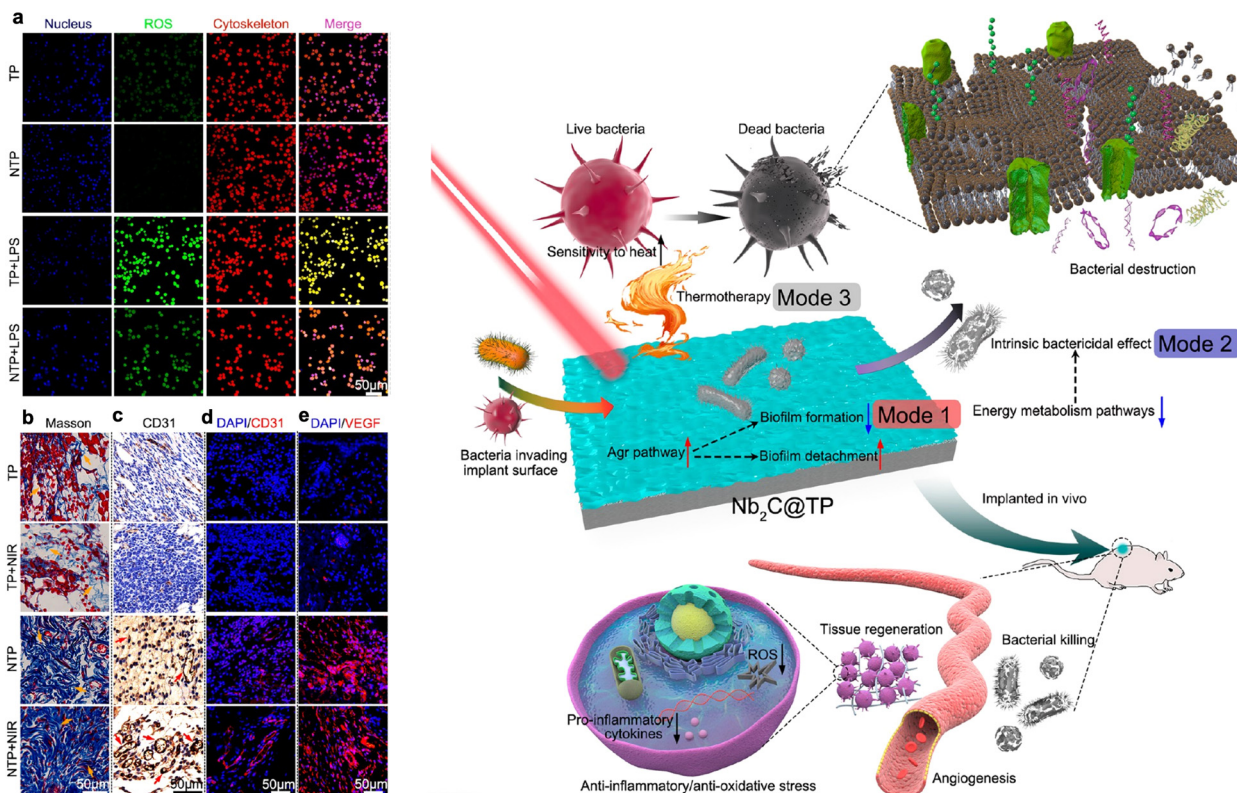 a
Nucleus ROS Cytoskeleton Merge
TP
NTP
TP+LPS
NTP+LPS
50μm
b Masson c CD31 d DAPI/CD31 e DAPI/VEGF
TP
TP+NIR
NTP
NTP+NIR
50μm 50μm 50μm 50μm
Live bacteria
Dead bacteria
Sensitivity to heat
Thermotherapy Mode 3
Bacterial destruction
Bacteria invading
implant surface
Intrinsic bactericidal effect Mode 2
Energy metabolism pathways
Biofilm formation Mode 1
Agr pathway
Biofilm detachment
Nb₂C@TP
Implanted in vivo
Tissue regeneration
Bacterial killing
ROS
Pro-inflammatory
cytokines
Anti-inflammatory/anti-oxidative stress
Angiogenesis